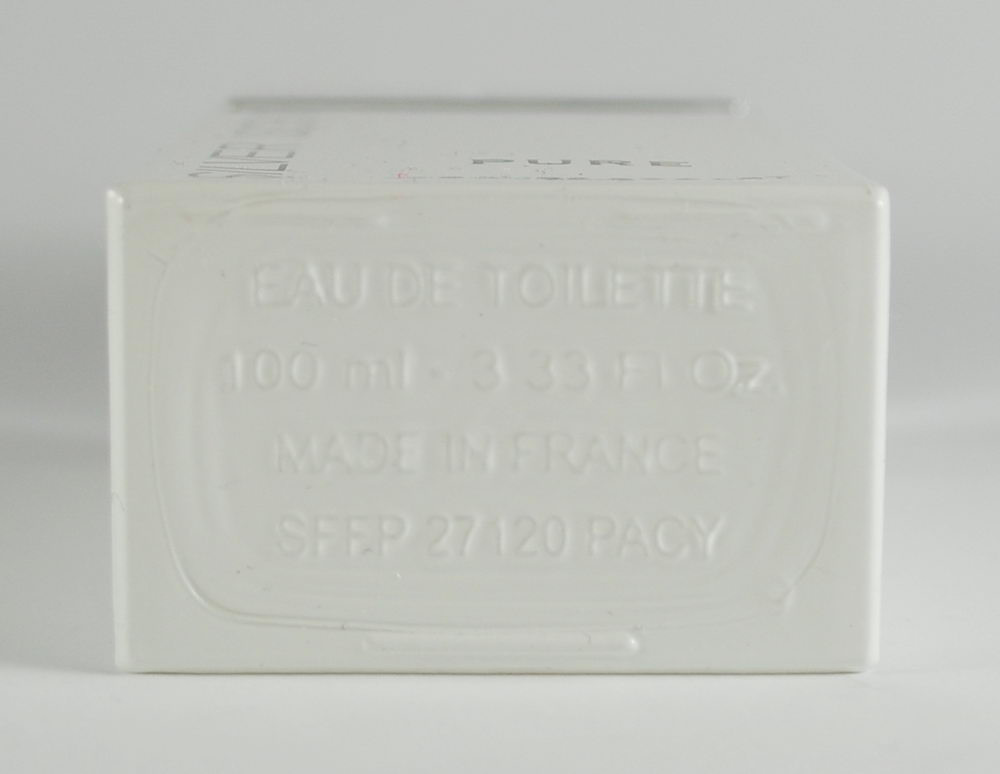 PURE
EAU DE TOILETTE
100 ml · 3 33 Fl Oz.
MADE IN FRANCE
SFEP 27120 PACY